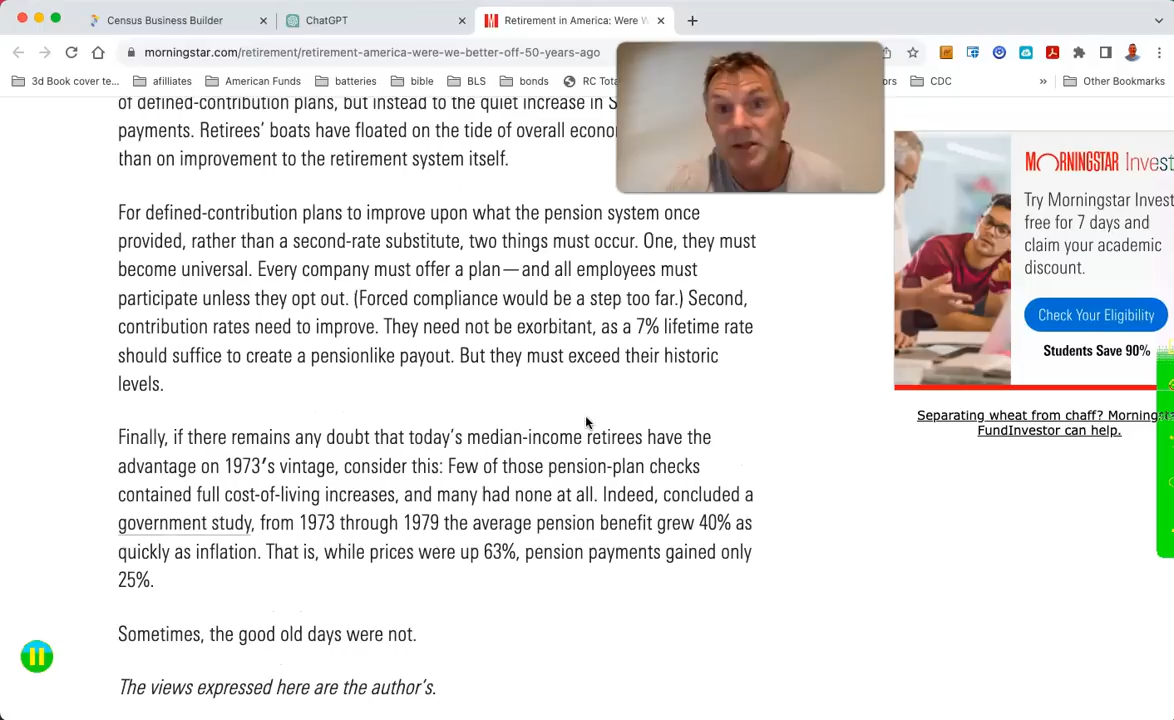 Census Business Builder
ChatGPT
Retirement in America: Were W
morningstar.com/retirement/retirement-america-were-we-better-off-50-years-ago
3d Book cover te...
afilliates
American Funds
batteries
bible
BLS
bonds
CDC
»
Other Bookmarks
of defined-contribution plans, but instead to the quiet increase in S
payments. Retirees’ boats have floated on the tide of overall
than on improvement to the retirement system itself.
For defined-contribution plans to improve upon what the pension system once
provided, rather than a second-rate substitute, two things must occur. One, they must
become universal. Every company must offer a plan—and all employees must
participate unless they opt out. (Forced compliance would be a step too far.) Second,
contribution rates need to improve. They need not be exorbitant, as a 7% lifetime rate
should suffice to create a pensionlike payout. But they must exceed their historic
levels.
Finally, if there remains any doubt that today’s median-income retirees have the
advantage on 1973′s vintage, consider this: Few of those pension-plan checks
contained full cost-of-living increases, and many had none at all. Indeed, concluded a
government study, from 1973 through 1979 the average pension benefit grew 40% as
quickly as inflation. That is, while prices were up 63%, pension payments gained only
25%.
Sometimes, the good old days were not.
The views expressed here are the author’s.
MORNINGSTAR Invest
Try Morningstar Invest
free for 7 days and
claim your academic
discount.
Check Your Eligibility
Students Save 90%
Separating wheat from chaff?
FundInvestor can help.